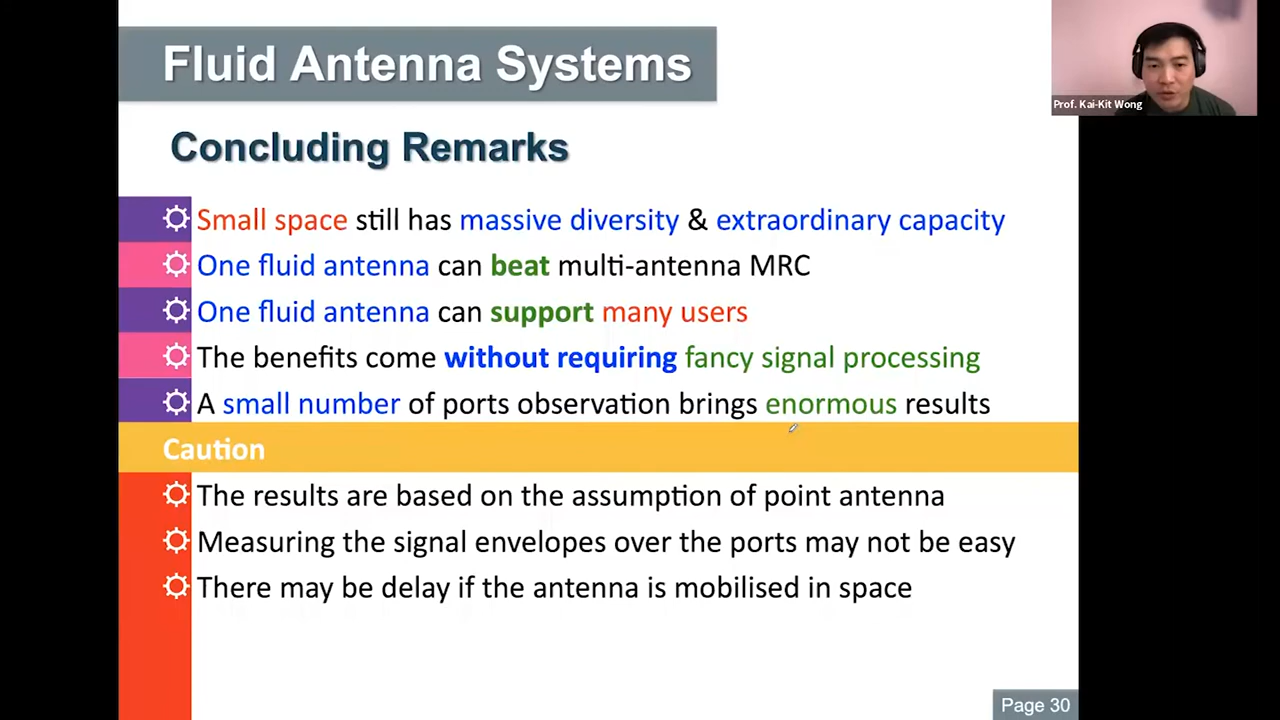 Fluid Antenna Systems
Prof. Kai-Kit Wong
Concluding Remarks
Small space still has massive diversity & extraordinary capacity
One fluid antenna can beat multi-antenna MRC
One fluid antenna can support many users
The benefits come without requiring fancy signal processing
A small number of ports observation brings enormous results
Caution
The results are based on the assumption of point antenna
Measuring the signal envelopes over the ports may not be easy
There may be delay if the antenna is mobilised in space
Page 30